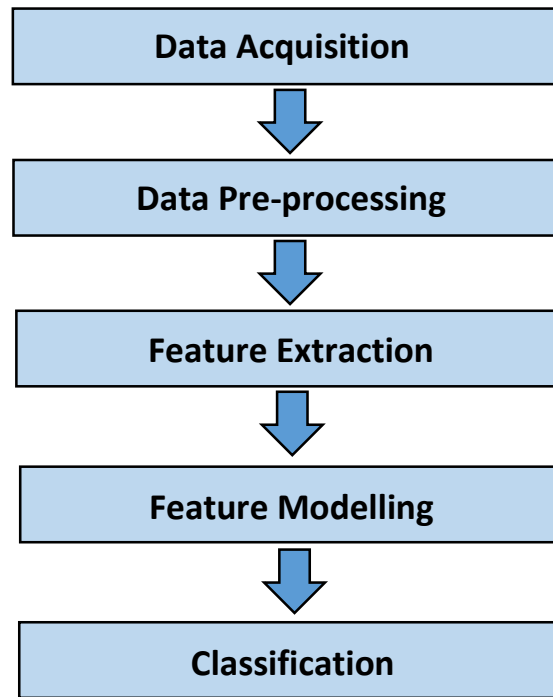 Data Acquisition
Data Pre-processing
Feature Extraction
Feature Modelling
Classification